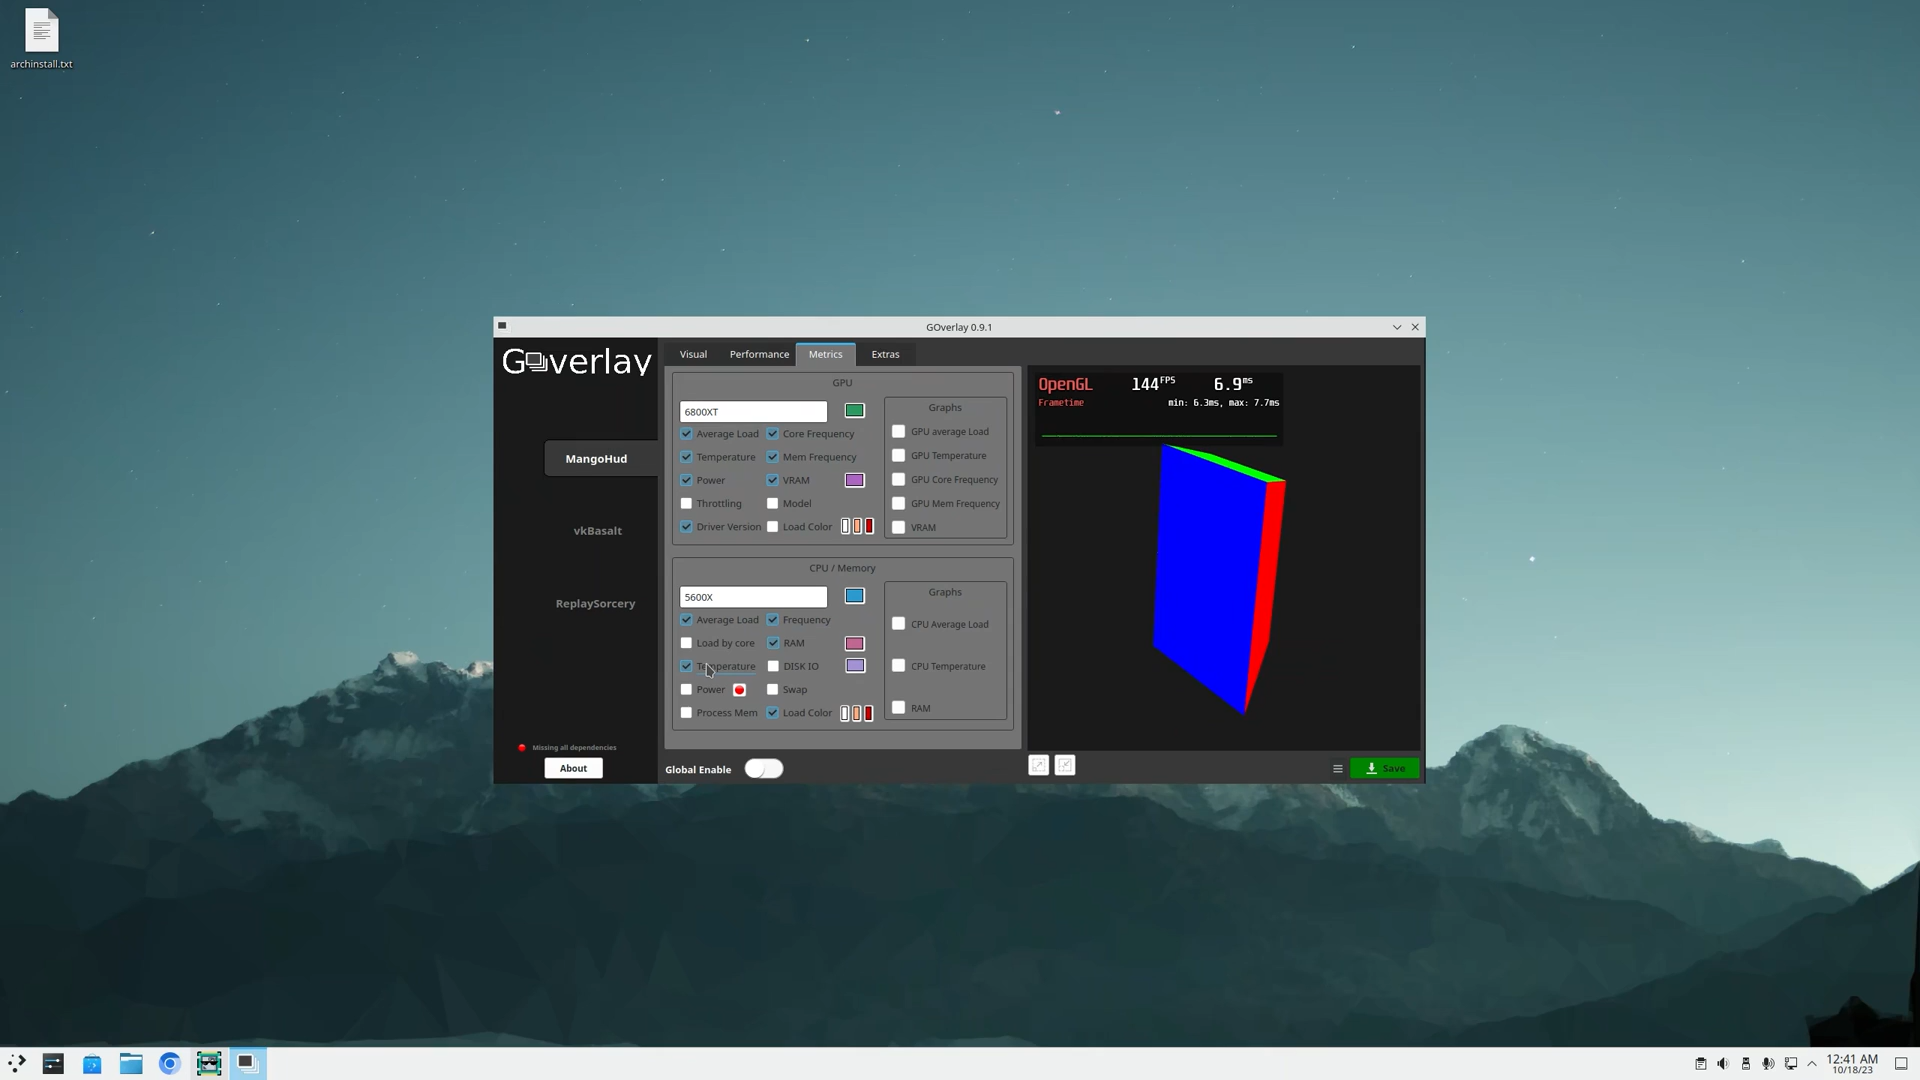 archinstall.txt
GOverlay 0.9.1
Goverlay
Visual
Performance
Metrics
Extras
MangoHud
vkBasalt
ReplaySorcery
Missing all dependencies
About
GPU
6800XT
Average Load
Core Frequency
Temperature
Mem Frequency
Power
VRAM
Throttling
Model
Driver Version
Load Color
Graphs
GPU average Load
GPU Temperature
GPU Core Frequency
GPU Mem Frequency
VRAM
CPU / Memory
5600X
Average Load
Frequency
Load by core
RAM
Temperature
DISK IO
Power
Swap
Process Mem
Load Color
Graphs
CPU Average Load
CPU Temperature
RAM
Global Enable
OpenGL 144FPS 6.9ms
Frametime min: 6.3ms, max: 7.7ms
Save
12:41 AM
10/18/23